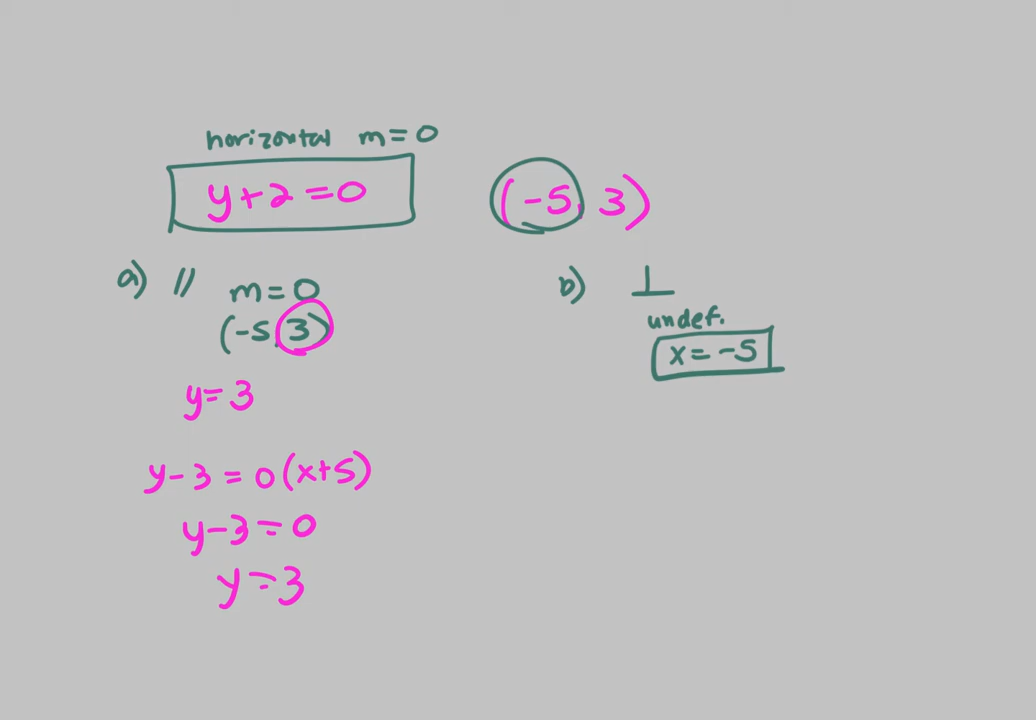 horizontal m = 0
y + 2 = 0
(-5, 3)
a) //
m = 0
(-5, 3)
y = 3
y - 3 = 0(x+5)
y - 3 = 0
y = 3
b) ⊥
undef.
x = -5